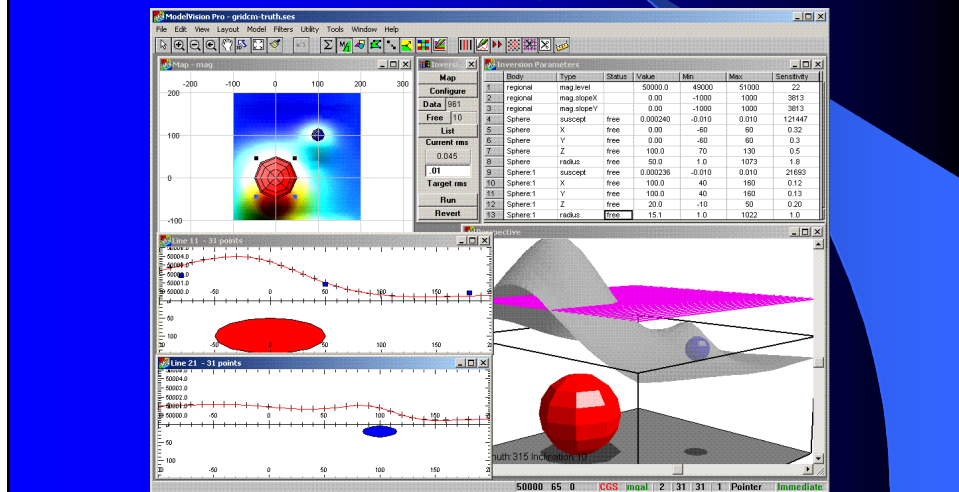 ModelVision Pro - gridcm-truth.ses
File Edit View Layout Model Filters Utility Tools Window Help
Map - mag
-200 -100 0 100 200 300
200
100
0
-100
Map
Configure
Data 961
Free 10
List
Current rms
0.045
.01
Target rms
Run
Revert
Inversion Parameters
Body Type Status Value Min Max Sensitivity
1 regional mag.level 50000.0 49000 51000 22
2 regional mag.slopeX 0.00 -1000 1000 3813
3 regional mag.slopeY 0.00 -1000 1000 3813
4 Sphere suscept free 0.000240 -0.010 0.010 121447
5 Sphere X free 0.00 -60 60 0.32
6 Sphere Y free 0.00 -60 60 0.3
7 Sphere Z free 100.0 70 130 0.5
8 Sphere radius free 50.0 1.0 1073 1.8
9 Sphere:1 suscept free 0.000236 -0.010 0.010 21693
10 Sphere:1 X free 100.0 40 160 0.12
11 Sphere:1 Y free 100.0 40 160 0.13
12 Sphere:1 Z free 20.0 -10 50 0.20
13 Sphere:1 radius free 15.1 1.0 1022 1.0
Line 11 - 31 points
50004.0
50002.0
50001.0
50000.0
-50 0 50 100 150
50
100
-50 0 50 100 150
Line 21 - 31 points
50004.0
50003.0
50002.0
50000.0
-50 0 50 100 150
50
100
-50 0 50 100 150
50000 65 0 CGS mgal 2 31 31 1 Pointer Immediate